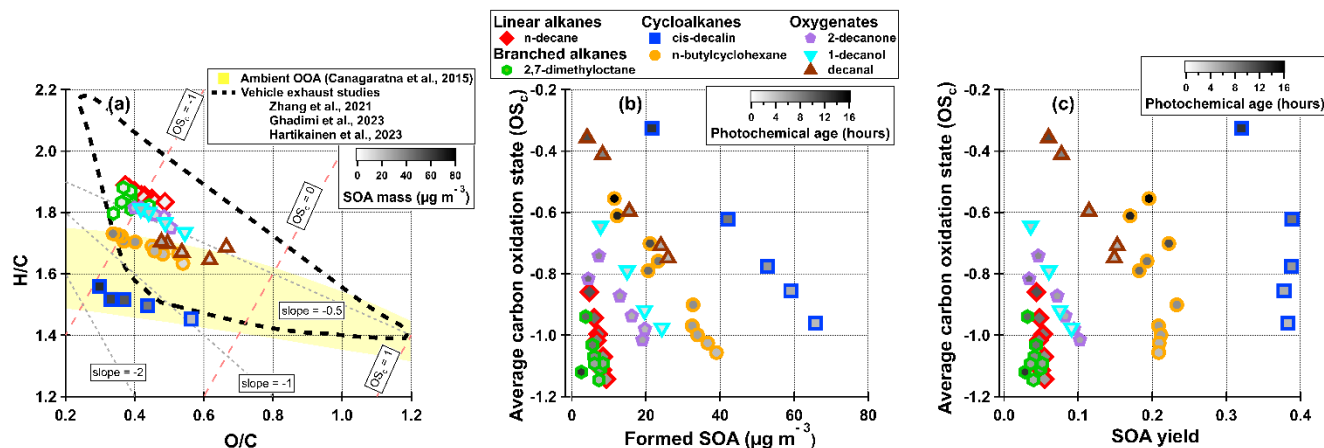 (a)
Ambient OOA (Canagaratna et al., 2015)
Vehicle exhaust studies
Zhang et al., 2021
Ghadimi et al., 2023
Hartikainen et al., 2023
0 20 40 60 80
SOA mass (µg m⁻³)
OSc = -1
OSc = 0
OSc = 1
slope = -0.5
slope = -1
slope = -2
H/C
2.2
2.0
1.8
1.6
1.4
1.2
0.2 0.4 0.6 0.8 1.0 1.2
O/C
Linear alkanes
n-decane
Branched alkanes
2,7-dimethyloctane
Cycloalkanes
cis-decalin
n-butylcyclohexane
Oxygenates
2-decanone
1-decanol
decanal
(b)
0 4 8 12 16
Photochemical age (hours)
Average carbon oxidation state (OSc)
-0.2
-0.4
-0.6
-0.8
-1.0
-1.2
0 20 40 60 80
Formed SOA (µg m⁻³)
0 4 8 12 16
Photochemical age (hours)
(c)
Average carbon oxidation state (OSc)
-0.2
-0.4
-0.6
-0.8
-1.0
-1.2
0.0 0.1 0.2 0.3 0.4
SOA yield